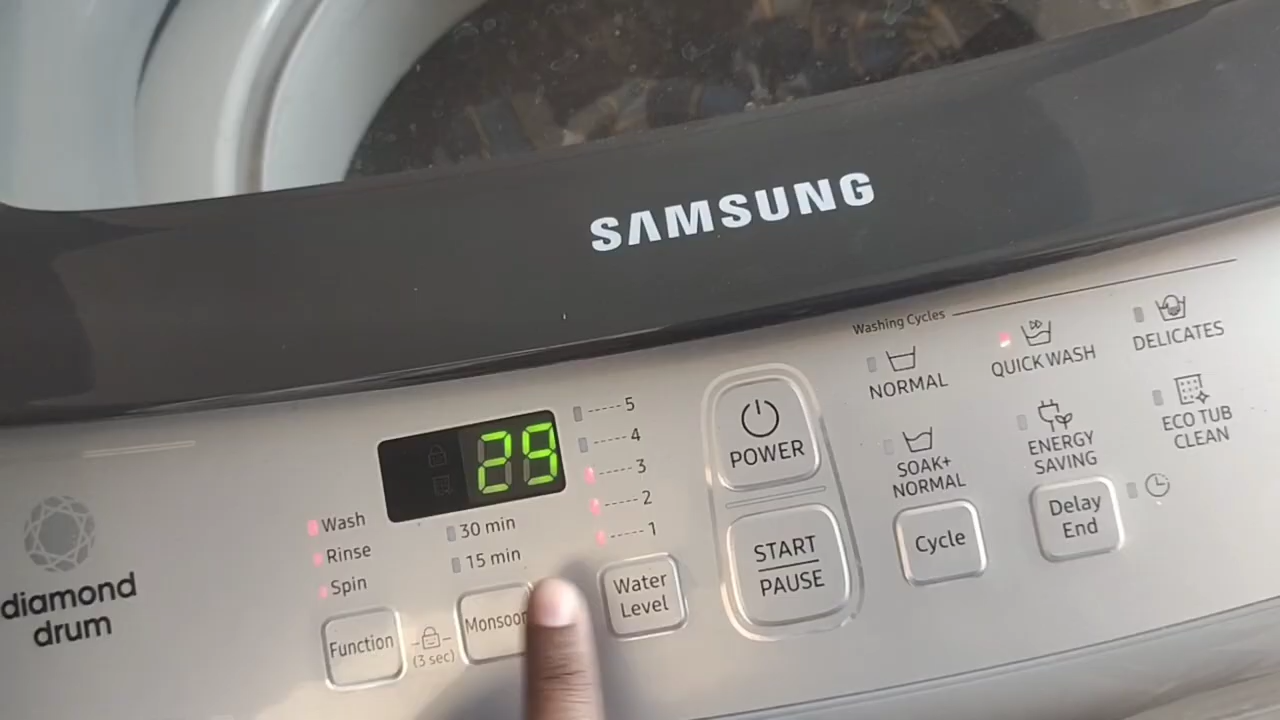 SAMSUNG
Washing Cycles
NORMAL
QUICK WASH
DELICATES
SOAK+
NORMAL
ENERGY
SAVING
ECO TUB
CLEAN
POWER
START
PAUSE
Cycle
Delay
End
29
5
4
3
2
1
Wash
Rinse
Spin
30 min
15 min
Function
(3 sec)
Monsoon
Water
Level
diamond
drum